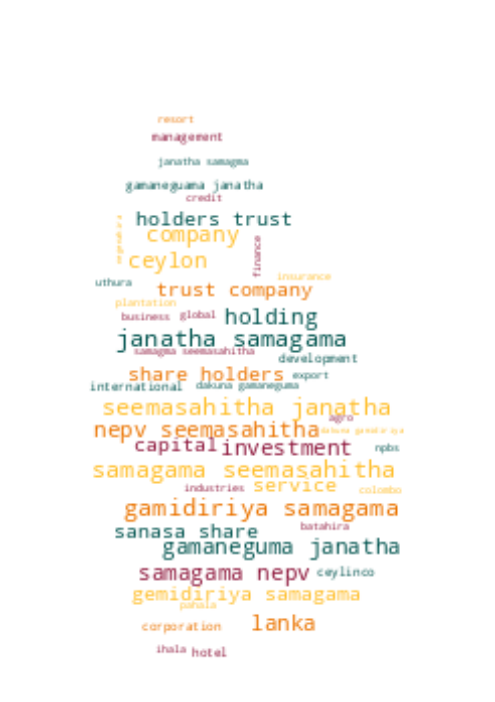 resort
management
janatha samagma
gamaneguama janatha
credit
holders trust
company
finance
ceylon
insurance
uthura
trust company
plantation
business global holding
janatha samagama
samagma seemasahitha
development
share holders export
international dakuna gamaneguma
seemasahitha janatha
agro
nepv seemasahitha dakuna gamidiriya
capital investment npbs
samagama seemasahitha
industries service colombo
gamidiriya samagama
batahira
sanasa share
gamaneguma janatha
samagama nepv ceylinco
gemidiriya samagama
pahala
corporation lanka
ihala hotel